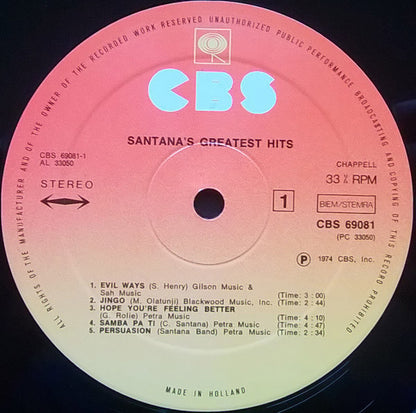 ALL RIGHTS OF THE MANUFACTURER AND OF THE OWNER OF THE RECORDED WORK RESERVED UNAUTHORIZED PUBLIC PERFORMANCE BROADCASTING AND COPYING OF THIS RECORD PROHIBITED
CBS
SANTANA'S GREATEST HITS
CBS 69081-1
AL 33050
STEREO
CHAPPELL
33⅓ RPM
1
BIEM/STEMRA
CBS 69081
(PC 33050)
Ⓟ 1974 CBS, Inc.
1. EVIL WAYS (S. Henry) Gilson Music &
Sah Music (Time: 3 : 00)
2. JINGO (M. Olatunji) Blackwood Music, Inc. (Time: 2 : 44)
3. HOPE YOU'RE FEELING BETTER
(G. Rolie) Petra Music (Time: 4 : 10)
4. SAMBA PA TI (C. Santana) Petra Music (Time: 4 : 47)
5. PERSUASION (Santana Band) Petra Music (Time: 2 : 34)
MADE IN HOLLAND